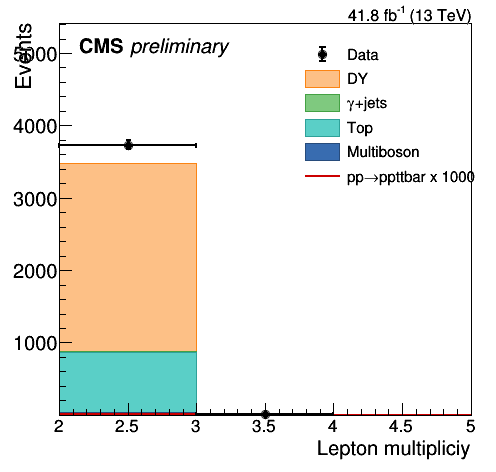 41.8 fb⁻¹ (13 TeV)
Events
CMS preliminary
Data
DY
γ+jets
Top
Multiboson
pp→ppttbar x 1000
5000
4000
3000
2000
1000
2 2.5 3 3.5 4 4.5 5
Lepton multipliciy